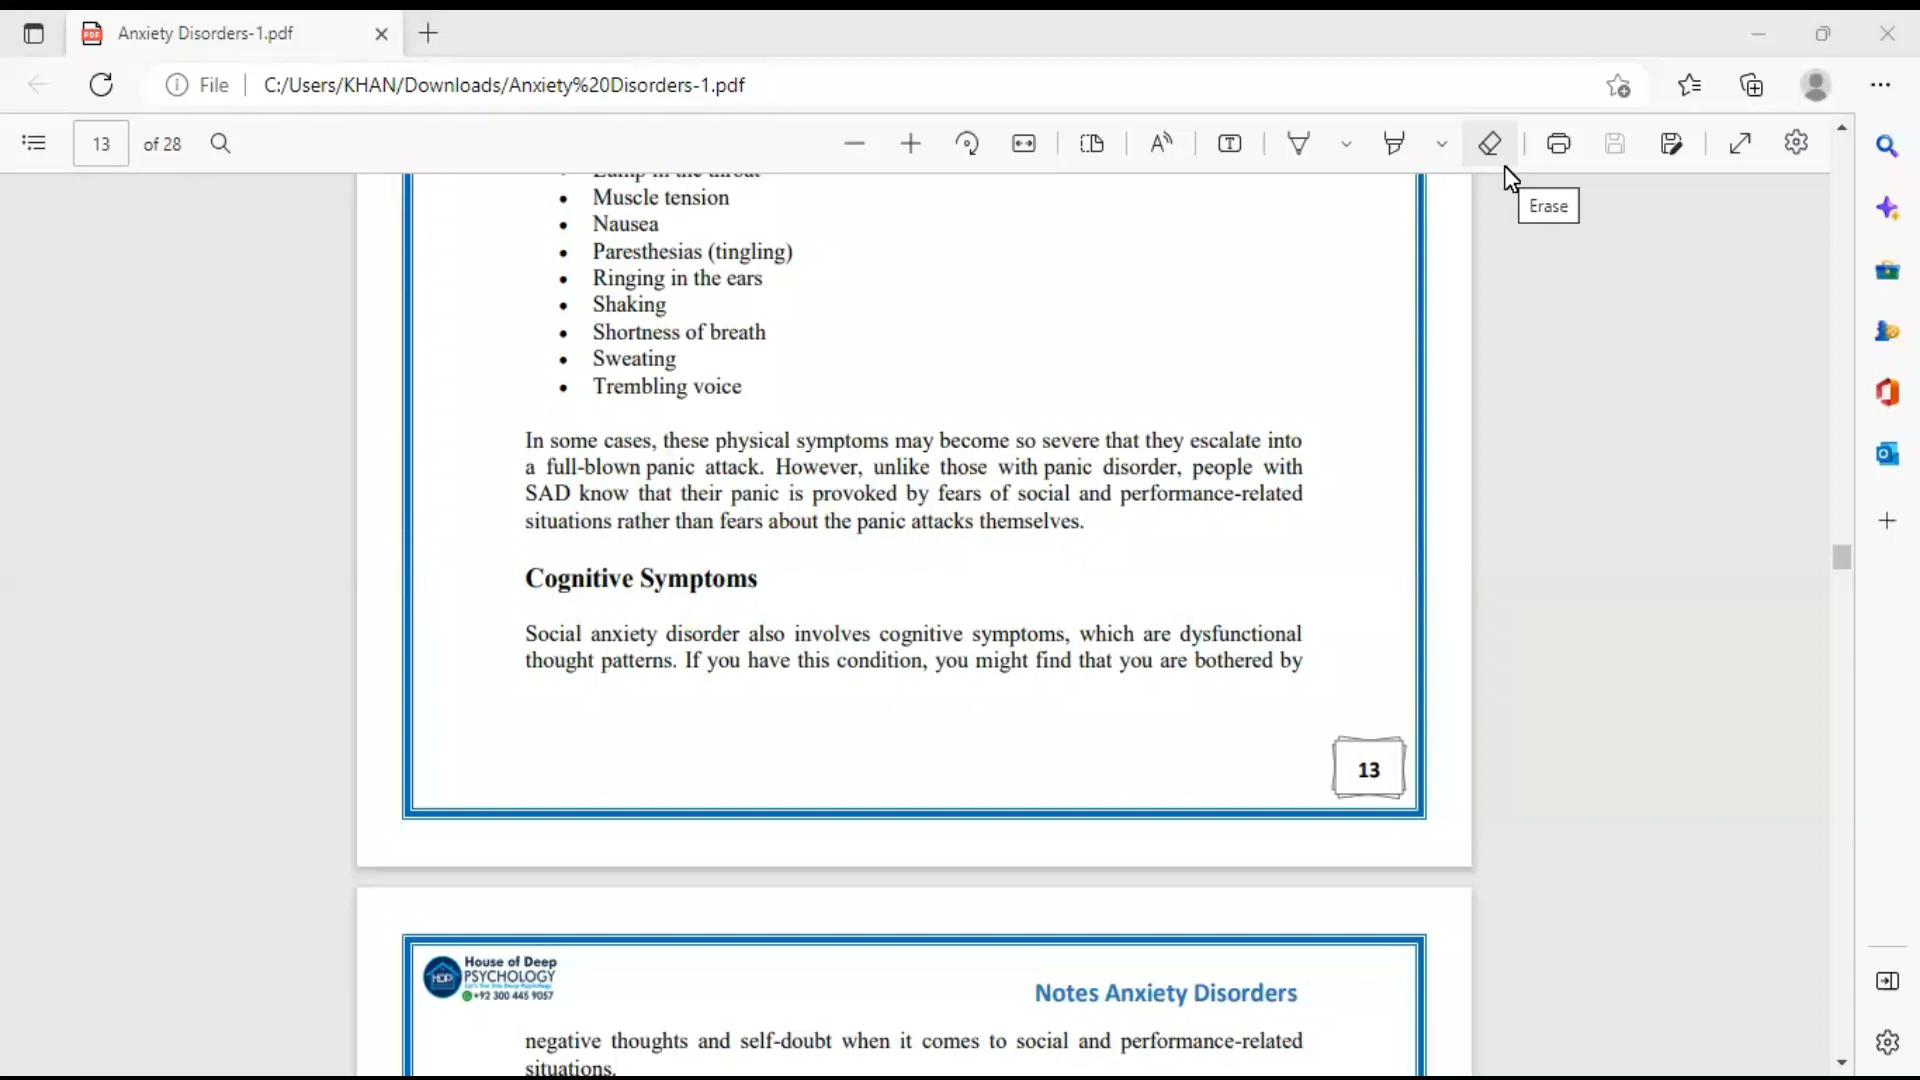 Anxiety Disorders-1.pdf
File
C:/Users/KHAN/Downloads/Anxiety%20Disorders-1.pdf
13 of 28
Erase
Lump in the throat
• Muscle tension
• Nausea
• Paresthesias (tingling)
• Ringing in the ears
• Shaking
• Shortness of breath
• Sweating
• Trembling voice
In some cases, these physical symptoms may become so severe that they escalate into
a full-blown panic attack. However, unlike those with panic disorder, people with
SAD know that their panic is provoked by fears of social and performance-related
situations rather than fears about the panic attacks themselves.
Cognitive Symptoms
Social anxiety disorder also involves cognitive symptoms, which are dysfunctional
thought patterns. If you have this condition, you might find that you are bothered by
13
HDP
House of Deep
PSYCHOLOGY
+92 300 445 9057
Notes Anxiety Disorders
negative thoughts and self-doubt when it comes to social and performance-related
situations.